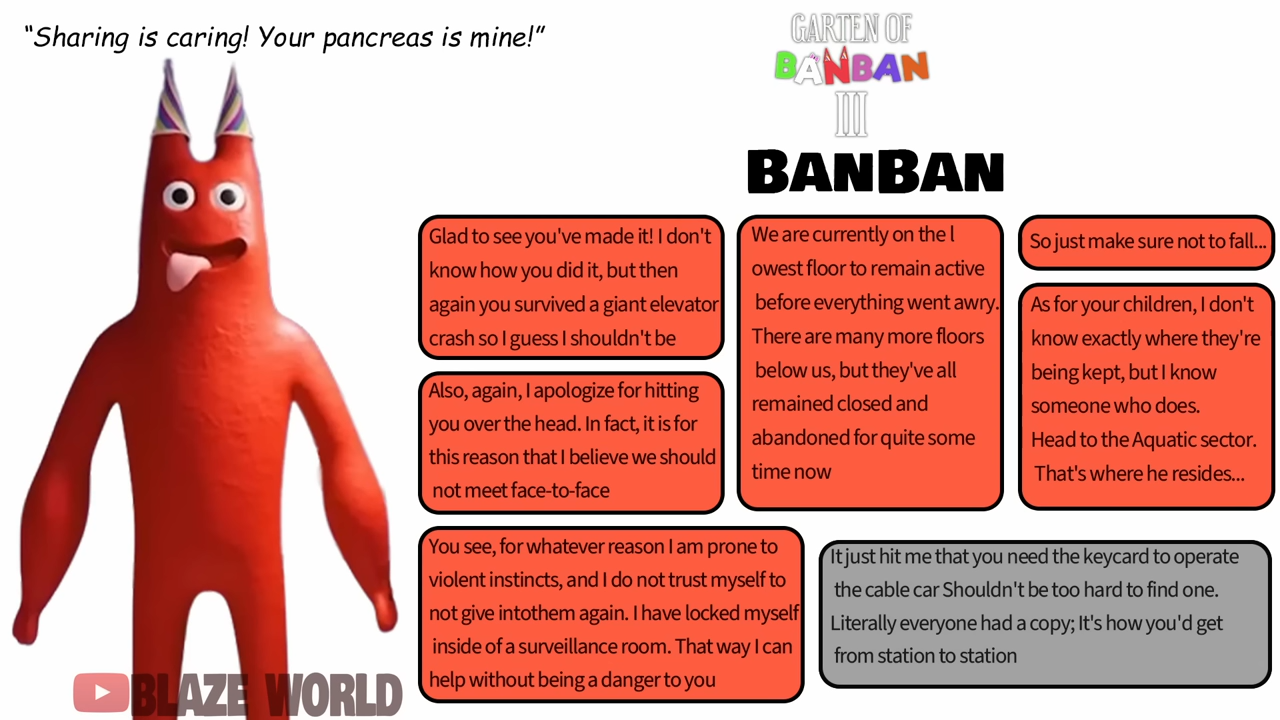 “Sharing is caring! Your pancreas is mine!”
GARTEN OF
BANBAN
III
BANBAN
Glad to see you've made it! I don't
know how you did it, but then
again you survived a giant elevator
crash so I guess I shouldn't be
Also, again, I apologize for hitting
you over the head. In fact, it is for
this reason that I believe we should
not meet face-to-face
You see, for whatever reason I am prone to
violent instincts, and I do not trust myself to
not give intothem again. I have locked myself
inside of a surveillance room. That way I can
help without being a danger to you
We are currently on the l
owest floor to remain active
before everything went awry.
There are many more floors
below us, but they've all
remained closed and
abandoned for quite some
time now
So just make sure not to fall...
As for your children, I don't
know exactly where they're
being kept, but I know
someone who does.
Head to the Aquatic sector.
That's where he resides...
It just hit me that you need the keycard to operate
the cable car Shouldn't be too hard to find one.
Literally everyone had a copy; It's how you'd get
from station to station
BLAZE WORLD